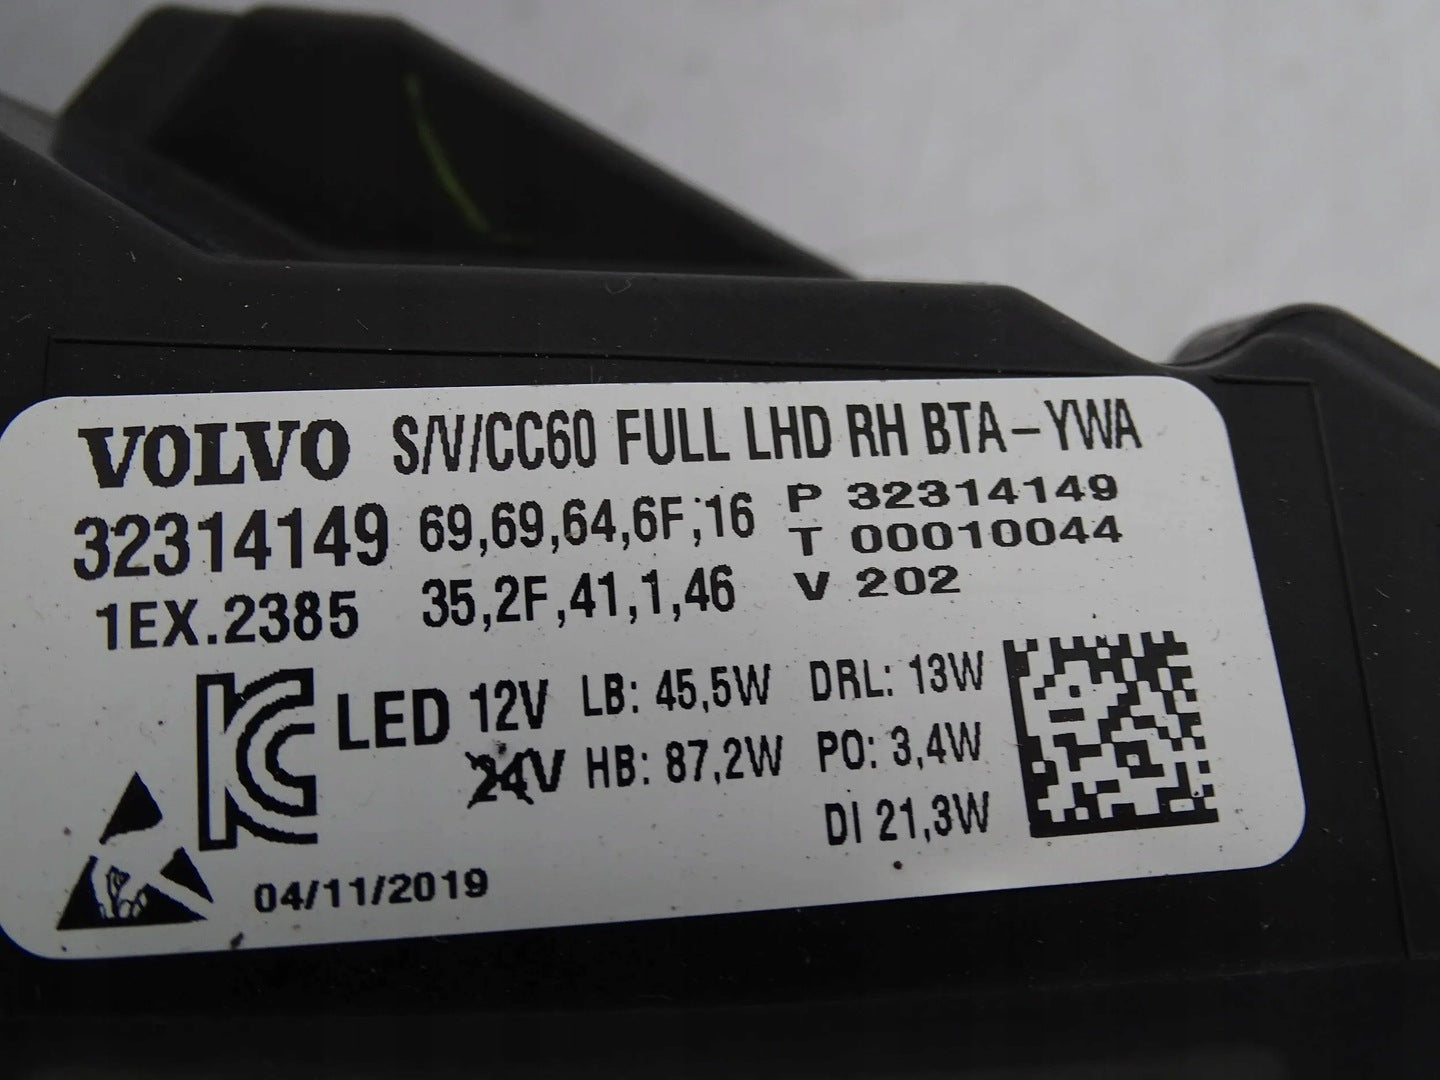 VOLVO S/V/CC60 FULL LHD RH BTA-YWA
32314149 69,69,64,6F,16 P 32314149
T 00010044
1EX.2385 35,2F,41,1,46 V 202
LED 12V LB: 45,5W DRL: 13W
24V HB: 87,2W PO: 3,4W
DI 21,3W
04/11/2019